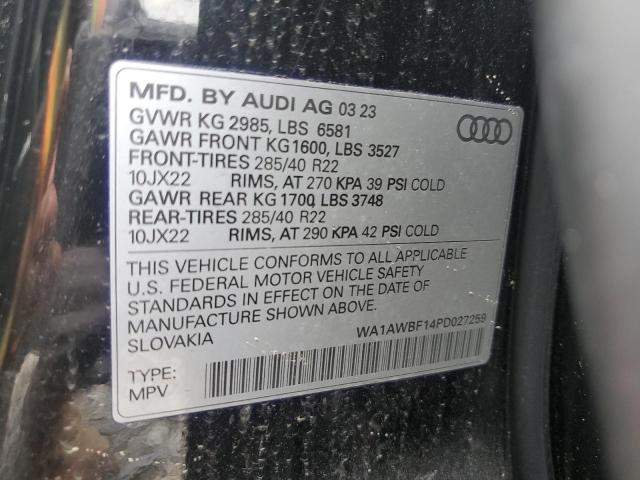 MFD. BY AUDI AG 03 23
GVWR KG 2985, LBS 6581
GAWR FRONT KG 1600, LBS 3527
FRONT-TIRES 285/40 R22
10JX22 RIMS, AT 270 KPA 39 PSI COLD
GAWR REAR KG 1700, LBS 3748
REAR-TIRES 285/40 R22
10JX22 RIMS, AT 290 KPA 42 PSI COLD
THIS VEHICLE CONFORMS TO ALL APPLICABLE
U.S. FEDERAL MOTOR VEHICLE SAFETY
STANDARDS IN EFFECT ON THE DATE OF
MANUFACTURE SHOWN ABOVE.
SLOVAKIA
WA1AWBF14PD027259
TYPE:
MPV